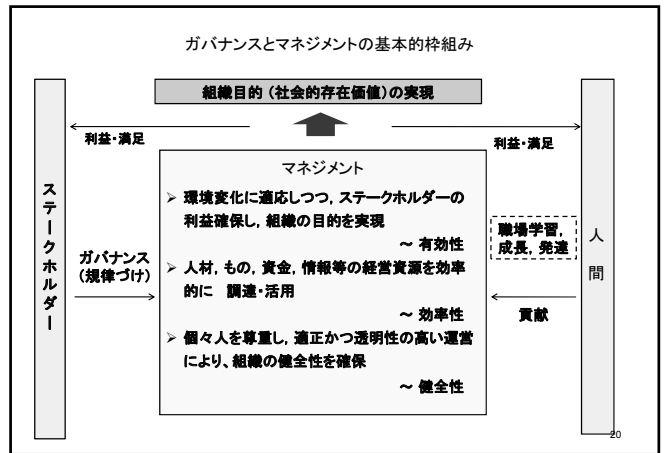 ガバナンスとマネジメントの基本的枠組み
組織目的（社会的存在価値）の実現
利益・満足
利益・満足
ステークホルダー
ガバナンス
（規律づけ）
マネジメント
➢ 環境変化に適応しつつ，ステークホルダーの
利益確保し，組織の目的を実現
～ 有効性
➢ 人材，もの，資金，情報等の経営資源を効率
的に　調達・活用
～ 効率性
➢ 個々人を尊重し，適正かつ透明性の高い運営
により、組織の健全性を確保
～ 健全性
職場学習，
成長，発達
貢献
人間
20